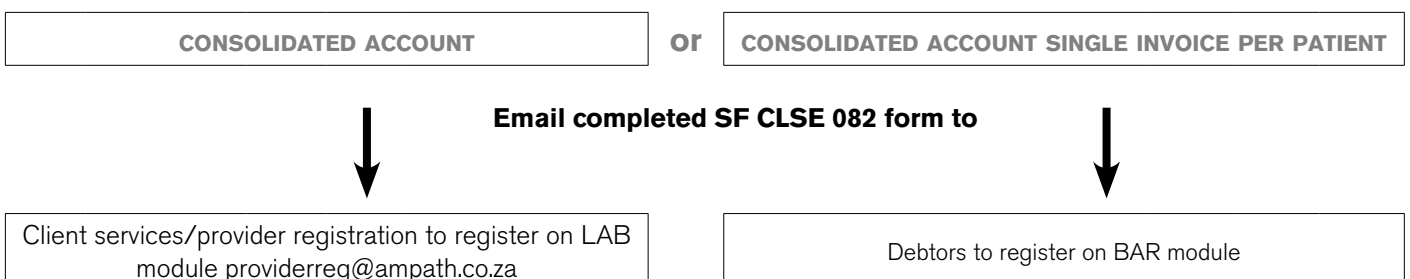 CONSOLIDATED ACCOUNT
or
CONSOLIDATED ACCOUNT SINGLE INVOICE PER PATIENT
Email completed SF CLSE 082 form to
Client services/provider registration to register on LAB
module providerreg@ampath.co.za
Debtors to register on BAR module